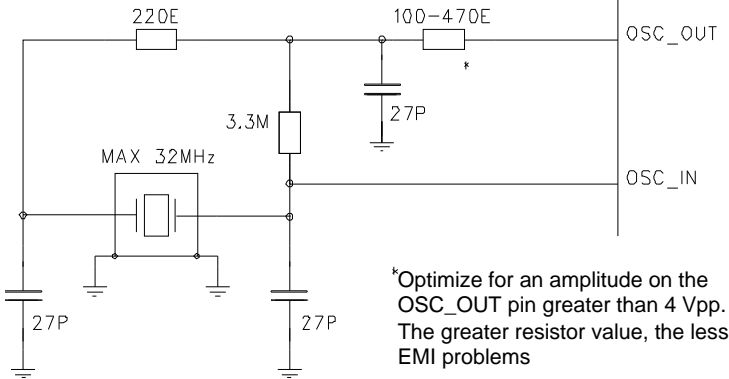 220E
100-470E
OSC_OUT
*
27P
3.3M
MAX 32MHz
OSC_IN
27P
27P
*Optimize for an amplitude on the
OSC_OUT pin greater than 4 Vpp.
The greater resistor value, the less
EMI problems